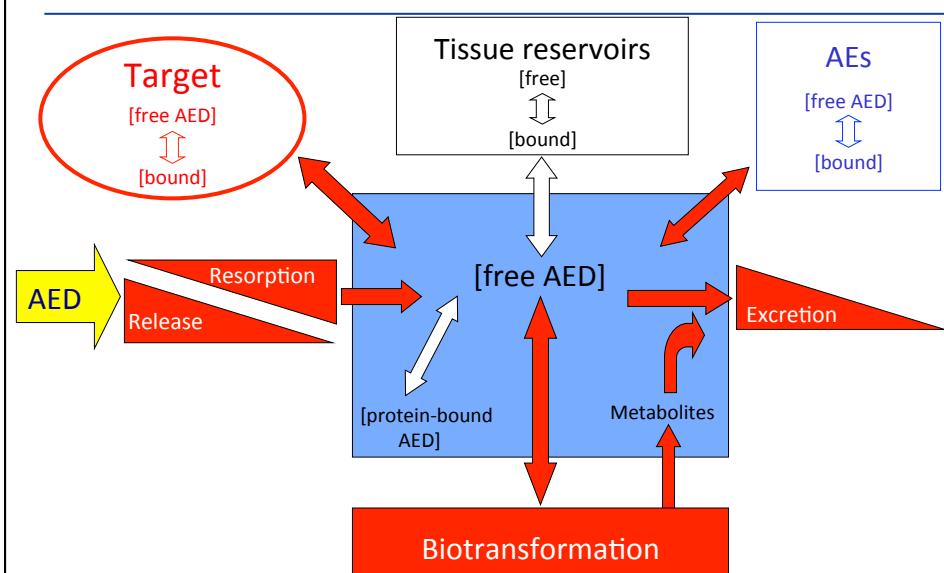 Target
[free AED]
[bound]
Tissue reservoirs
[free]
[bound]
AEs
[free AED]
[bound]
AED
Resorption
Release
[free AED]
Excretion
[protein-bound
AED]
Metabolites
Biotransformation